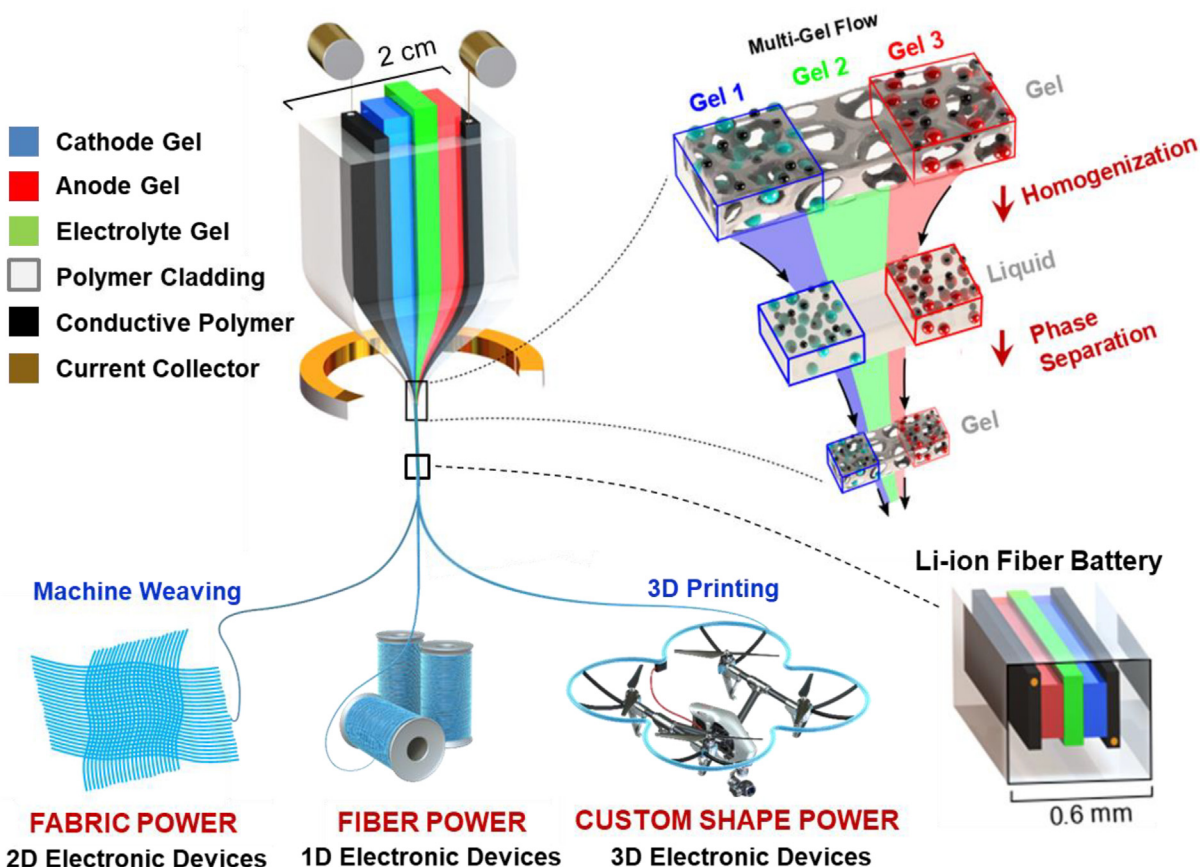 2 cm
Cathode Gel
Anode Gel
Electrolyte Gel
Polymer Cladding
Conductive Polymer
Current Collector
Multi-Gel Flow
Gel 1
Gel 2
Gel 3
Gel
Homogenization
Liquid
Phase
Separation
Gel
Machine Weaving
3D Printing
Li-ion Fiber Battery
0.6 mm
FABRIC POWER
2D Electronic Devices
FIBER POWER
1D Electronic Devices
CUSTOM SHAPE POWER
3D Electronic Devices